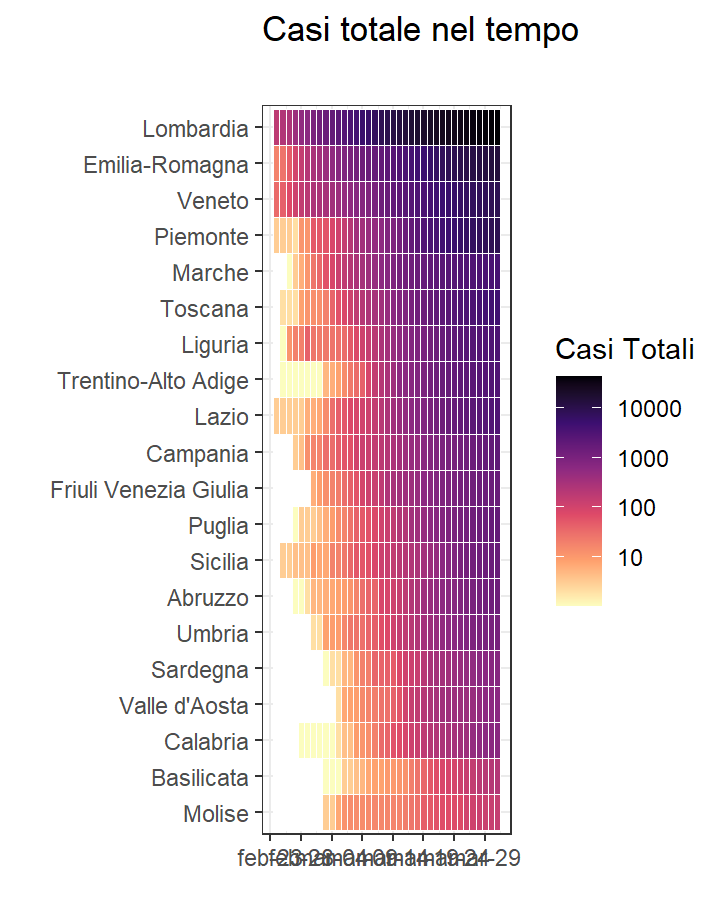 Casi totale nel tempo
Lombardia
Emilia-Romagna
Veneto
Piemonte
Marche
Toscana
Liguria
Trentino-Alto Adige
Lazio
Campania
Friuli Venezia Giulia
Puglia
Sicilia
Abruzzo
Umbria
Sardegna
Valle d'Aosta
Calabria
Basilicata
Molise
Casi Totali
10000
1000
100
10